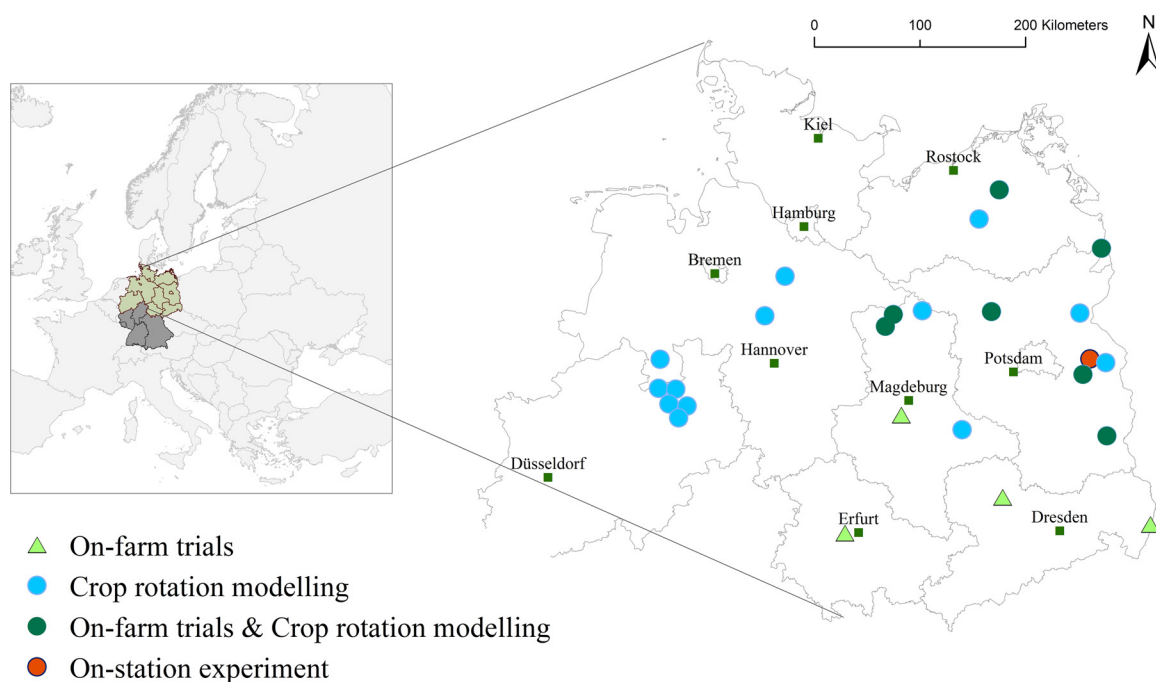 0 100 200 Kilometers
N
Kiel
Rostock
Hamburg
Bremen
Hannover
Potsdam
Magdeburg
Düsseldorf
Erfurt
Dresden
On-farm trials
Crop rotation modelling
On-farm trials & Crop rotation modelling
On-station experiment